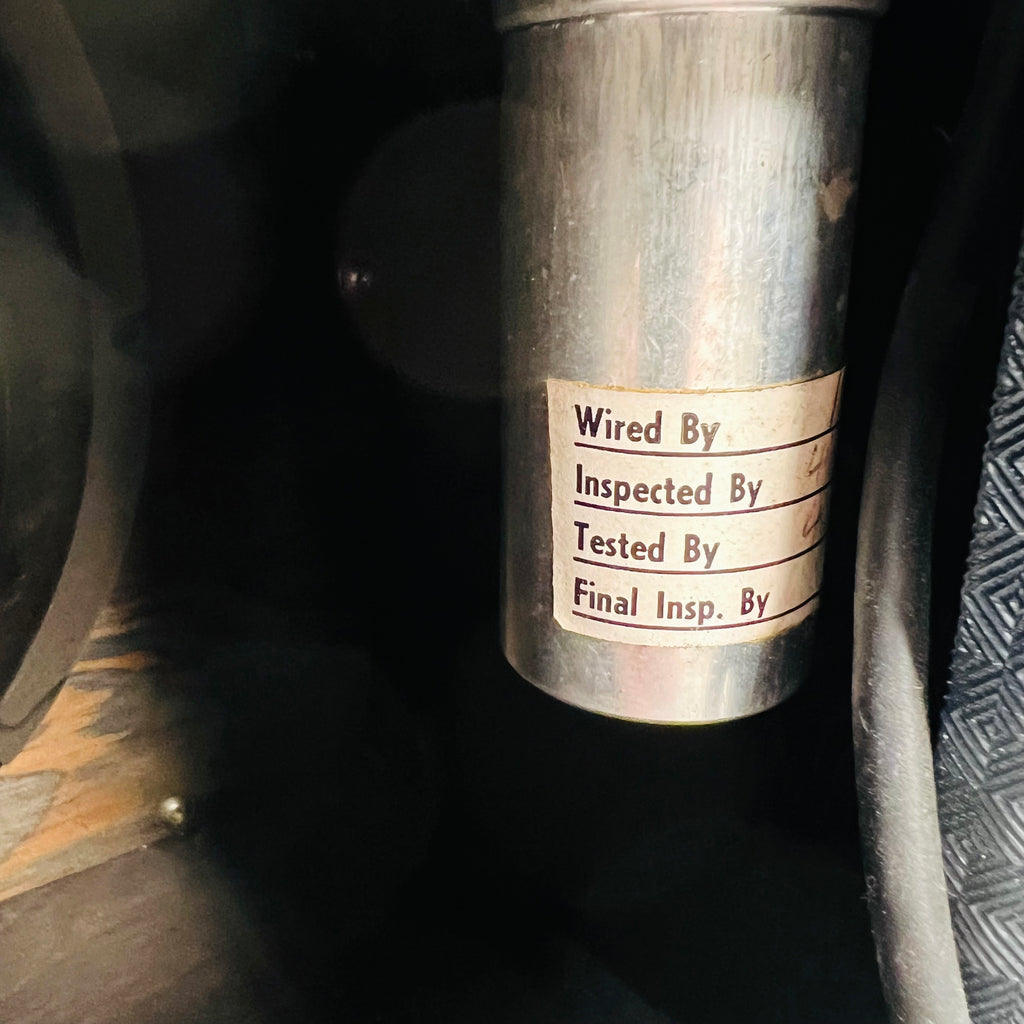 Wired By
Inspected By
Tested By
Final Insp. By